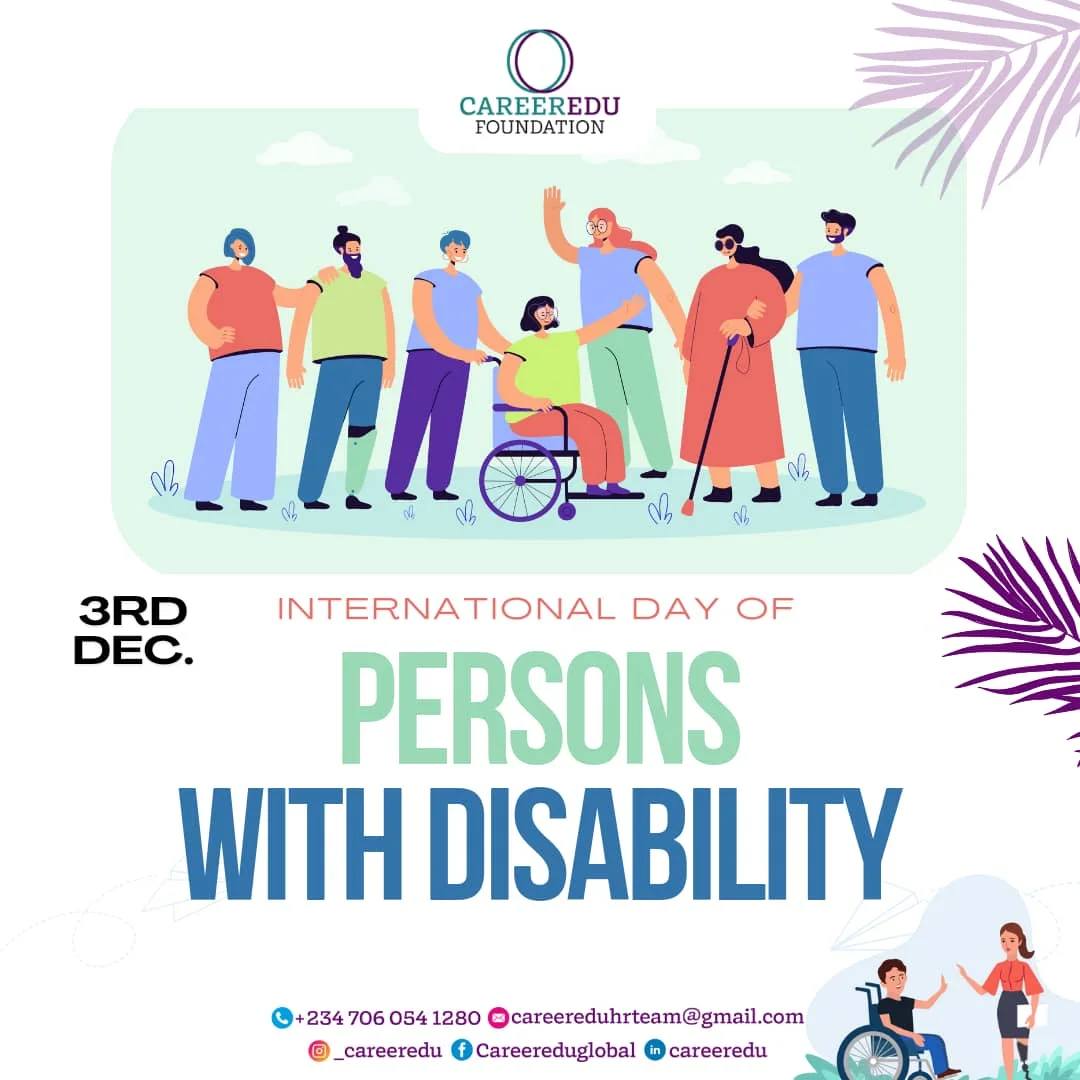 CAREEREDU
FOUNDATION
3RD
DEC.
INTERNATIONAL DAY OF
PERSONS
WITH DISABILITY
+234 706 054 1280 careereduhrteam@gmail.com
_careeredu Careereduglobal in careeredu